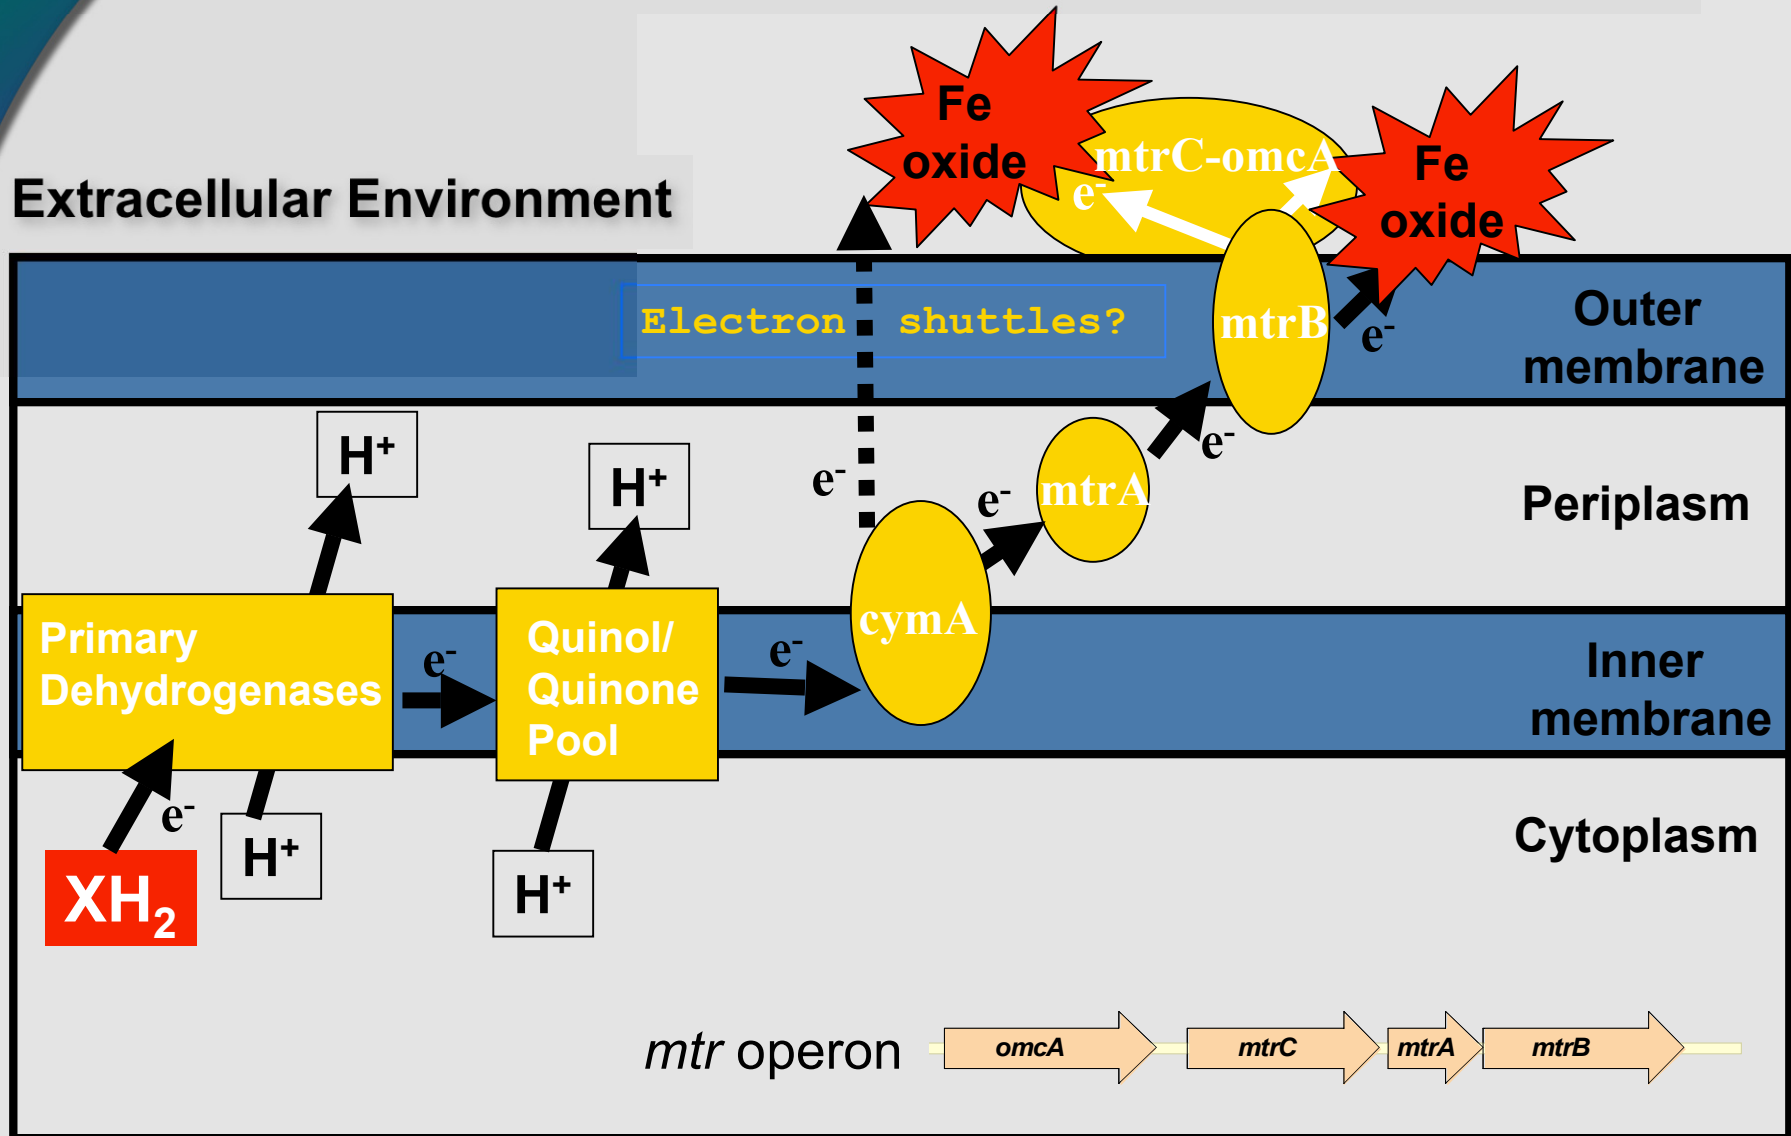 Fe
oxide
mtrC-omcA
e-
Fe
oxide
Extracellular Environment
Electron shuttles?
mtrB
e-
Outer
membrane
H+
H+
e-
e-
mtrA
e-
Periplasm
Primary
Dehydrogenases
e-
Quinol/
Quinone
Pool
e-
cymA
Inner
membrane
e-
XH2
H+
H+
Cytoplasm
mtr operon
omcA
mtrC
mtrA
mtrB